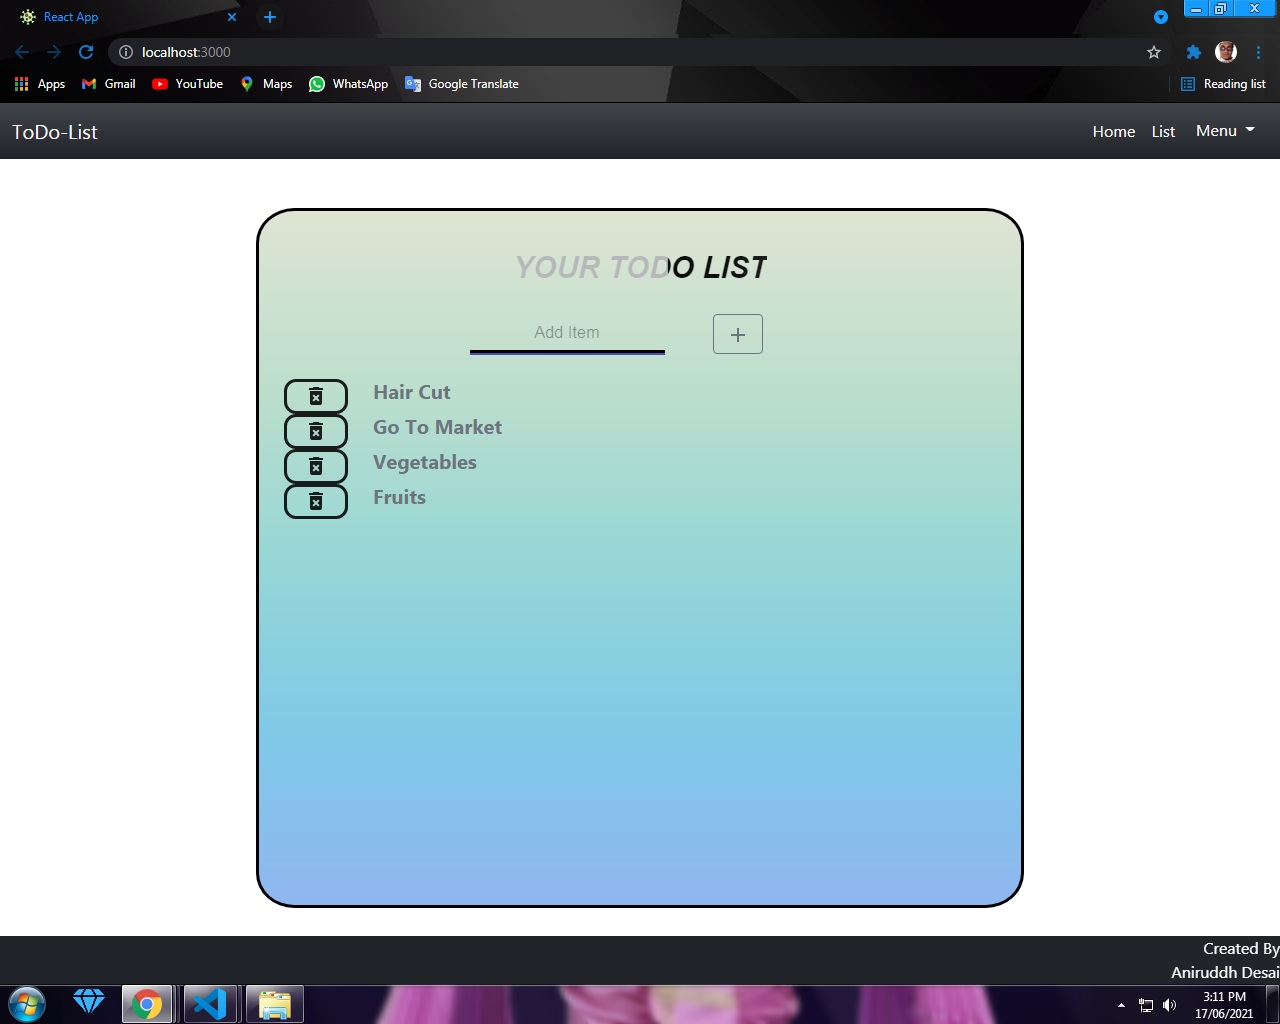 React App
localhost:3000
Apps Gmail YouTube Maps WhatsApp Google Translate Reading list
ToDo-List Home List Menu
YOUR TODO LIST
Add Item
Hair Cut
Go To Market
Vegetables
Fruits
Created By
Aniruddh Desai
3:11 PM
17/06/2021